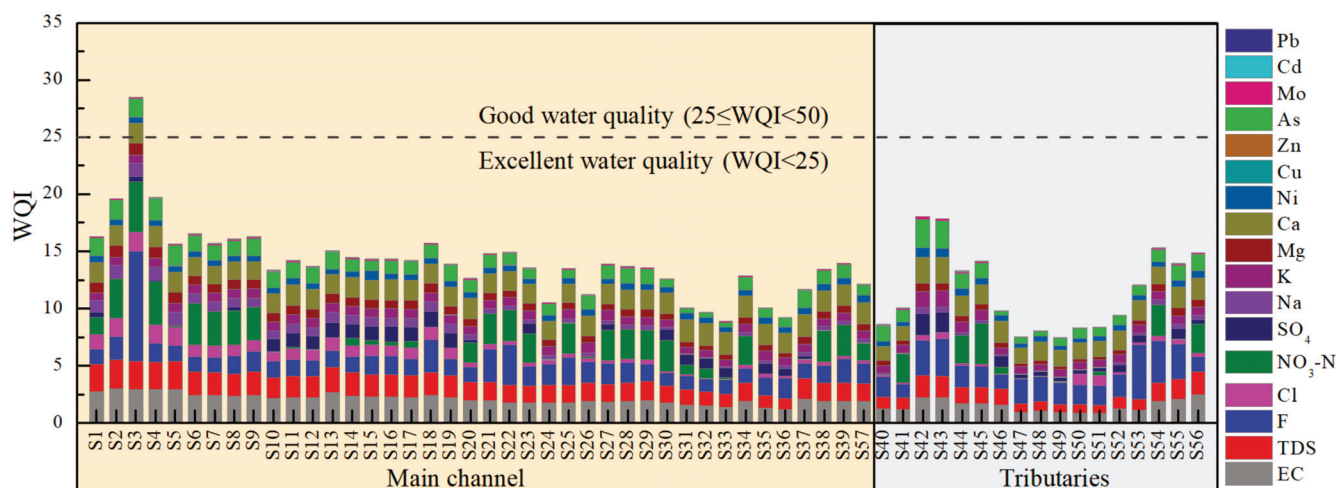 35
30
25
20
15
10
5
0
WQI
Good water quality (25≤WQI<50)
Excellent water quality (WQI<25)
S1 S2 S3 S4 S5 S6 S7 S8 S9 S10 S11 S12 S13 S14 S15 S16 S17 S18 S19 S20 S21 S22 S23 S24 S25 S26 S27 S28 S29 S30 S31 S32 S33 S34 S35 S36 S37 S38 S39 S57 S40 S41 S42 S43 S44 S45 S46 S47 S48 S49 S50 S51 S52 S53 S54 S55 S56
Main channel Tributaries
Pb
Cd
Mo
As
Zn
Cu
Ni
Ca
Mg
K
Na
SO₄
NO₃-N
Cl
F
TDS
EC